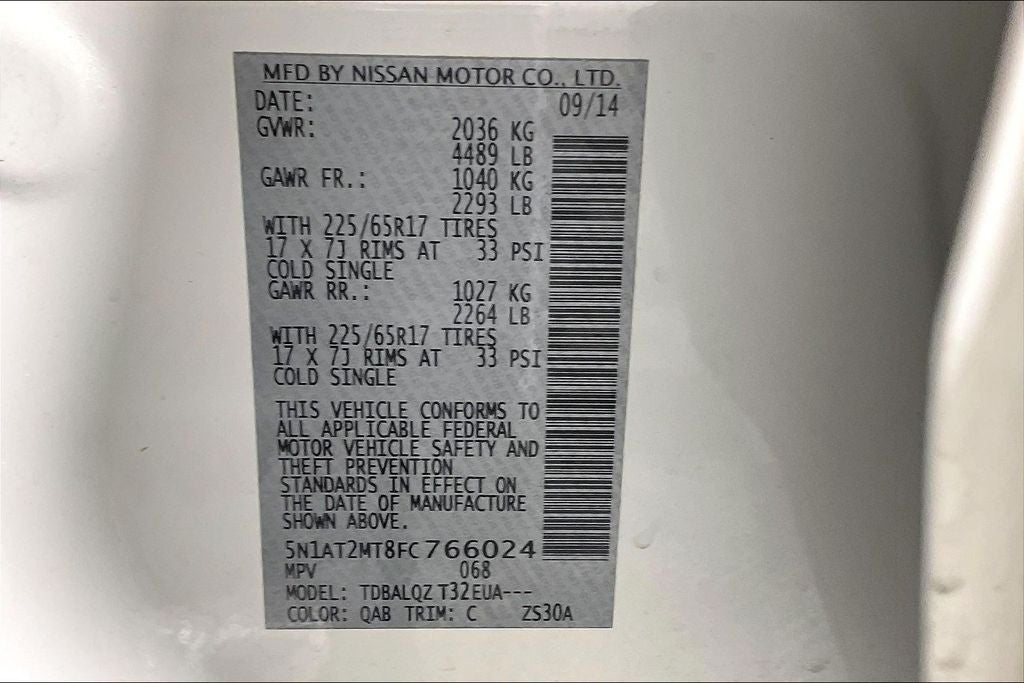 MFD BY NISSAN MOTOR CO., LTD.
DATE: 09/14
GVWR: 2036 KG
4489 LB
GAWR FR.: 1040 KG
2293 LB
WITH 225/65R17 TIRES
17 X 7J RIMS AT 33 PSI
COLD SINGLE
GAWR RR.: 1027 KG
2264 LB
WITH 225/65R17 TIRES
17 X 7J RIMS AT 33 PSI
COLD SINGLE
THIS VEHICLE CONFORMS TO
ALL APPLICABLE FEDERAL
MOTOR VEHICLE SAFETY AND
THEFT PREVENTION
STANDARDS IN EFFECT ON
THE DATE OF MANUFACTURE
SHOWN ABOVE.
5N1AT2MT8FC766024
MPV 068
MODEL: TDBALQZ T32EUA---
COLOR: QAB TRIM: C ZS30A